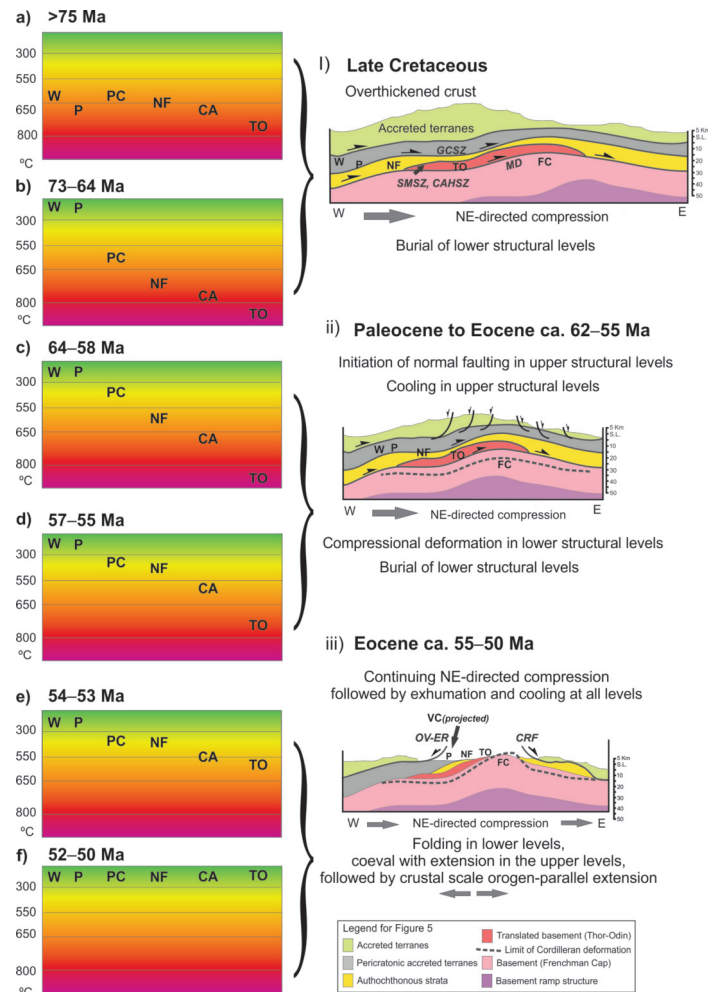 a) >75 Ma
300
550
650
800
ºC
W
P
PC
NF
CA
TO
b) 73–64 Ma
300
550
650
800
ºC
W P
PC
NF
CA
TO
c) 64–58 Ma
300
550
650
800
ºC
W P
PC
NF
CA
TO
d) 57–55 Ma
300
550
650
800
ºC
W P
PC
NF
CA
TO
e) 54–53 Ma
300
550
650
800
ºC
W P
PC NF
CA
TO
f) 52–50 Ma
300
550
650
800
ºC
W P PC NF CA TO
I) Late Cretaceous
Overthickened crust
Accreted terranes
GCSZ
W
P
NF
TO
MD
FC
SMSZ, CAHSZ
5 Km
S.L.
10
20
30
40
50
W
E
NE-directed compression
Burial of lower structural levels
ii) Paleocene to Eocene ca. 62–55 Ma
Initiation of normal faulting in upper structural levels
Cooling in upper structural levels
W P
NF
TO
FC
5 Km
S.L.
10
20
30
40
50
W
E
NE-directed compression
Compressional deformation in lower structural levels
Burial of lower structural levels
iii) Eocene ca. 55–50 Ma
Continuing NE-directed compression
followed by exhumation and cooling at all levels
VC(projected)
OV-ER
CRF
P NF TO
FC
5 Km
S.L.
10
20
30
40
50
W
E
NE-directed compression
Folding in lower levels,
coeval with extension in the upper levels,
followed by crustal scale orogen-parallel extension
Legend for Figure 5
Accreted terranes
Pericratonic accreted terranes
Authochthonous strata
Translated basement (Thor-Odin)
Limit of Cordilleran deformation
Basement (Frenchman Cap)
Basement ramp structure